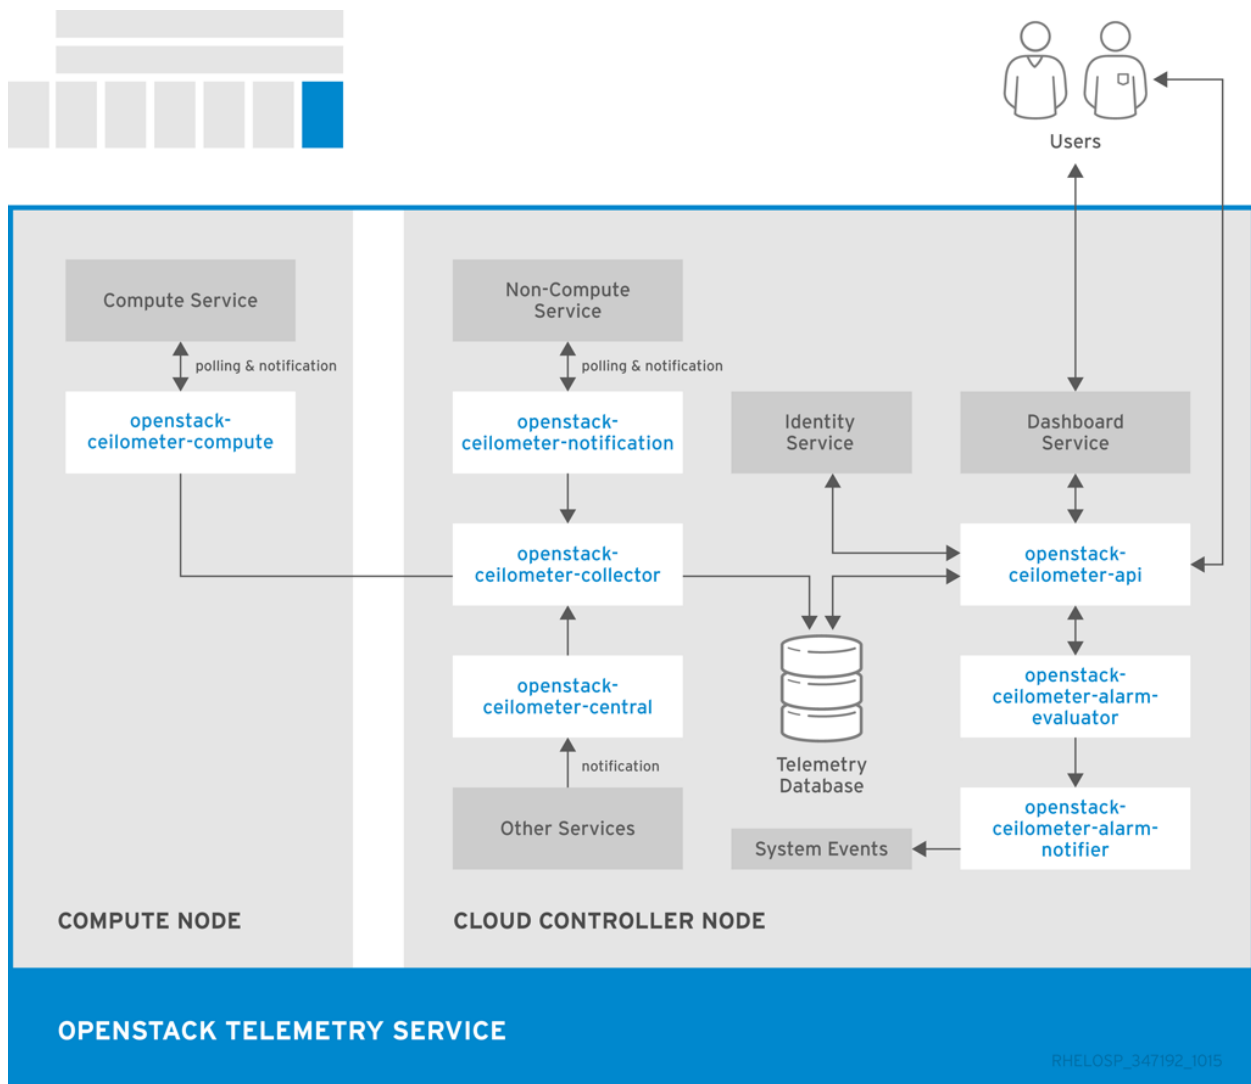 Users
Compute Service
polling & notification
openstack-
ceilometer-compute
Non-Compute
Service
polling & notification
openstack-
ceilometer-notification
Identity
Service
Dashboard
Service
openstack-
ceilometer-collector
openstack-
ceilometer-api
openstack-
ceilometer-central
openstack-
ceilometer-alarm-
evaluator
notification
Telemetry
Database
Other Services
System Events
openstack-
ceilometer-alarm-
notifier
COMPUTE NODE
CLOUD CONTROLLER NODE
OPENSTACK TELEMETRY SERVICE
RHELOSP_347192_1015